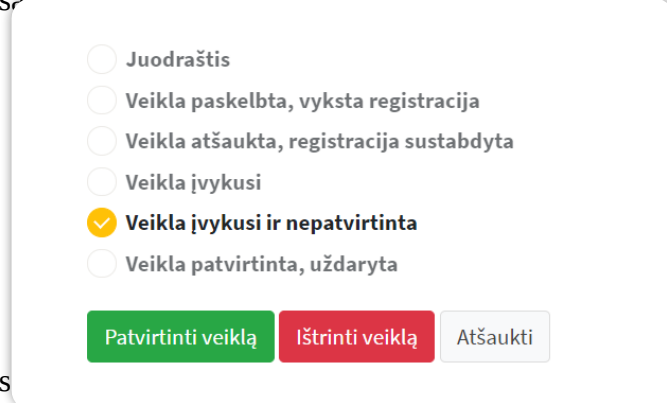 Juodraštis
Veikla paskelbta, vyksta registracija
Veikla atšaukta, registracija sustabdyta
Veikla įvykusi
Veikla įvykusi ir nepatvirtinta
Veikla patvirtinta, uždaryta
Patvirtinti veiklą Ištrinti veiklą Atšaukti